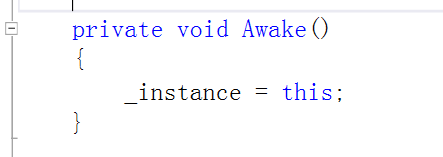 private void Awake()
{
_instance = this;
}